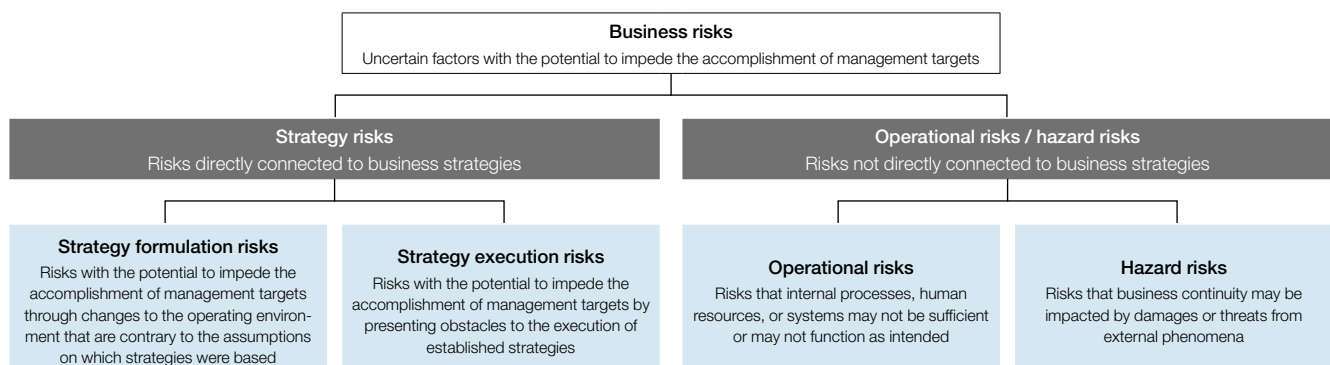 Business risks
Uncertain factors with the potential to impede the accomplishment of management targets
Strategy risks
Risks directly connected to business strategies
Operational risks / hazard risks
Risks not directly connected to business strategies
Strategy formulation risks
Risks with the potential to impede the
accomplishment of management targets
through changes to the operating environ-
ment that are contrary to the assumptions
on which strategies were based
Strategy execution risks
Risks with the potential to impede the
accomplishment of management targets by
presenting obstacles to the execution of
established strategies
Operational risks
Risks that internal processes, human
resources, or systems may not be sufficient
or may not function as intended
Hazard risks
Risks that business continuity may be
impacted by damages or threats from
external phenomena